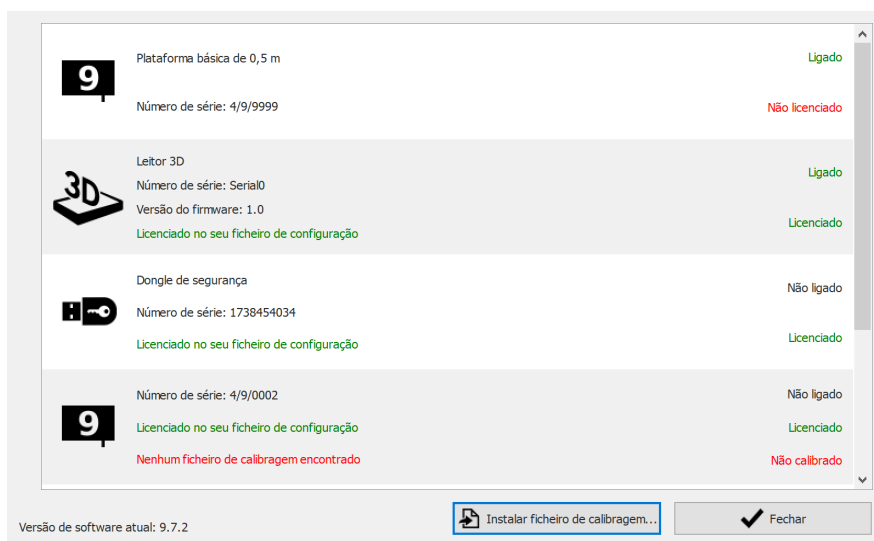 9
Plataforma básica de 0,5 m
Ligado
Número de série: 4/9/9999
Não licenciado
3D
Leitor 3D
Número de série: Serial0
Versão do firmware: 1.0
Licenciado no seu ficheiro de configuração
Ligado
Licenciado
Dongle de segurança
Número de série: 1738454034
Licenciado no seu ficheiro de configuração
Não ligado
Licenciado
9
Número de série: 4/9/0002
Não ligado
Licenciado no seu ficheiro de configuração
Licenciado
Nenhum ficheiro de calibragem encontrado
Não calibrado
Versão de software atual: 9.7.2
Instalar ficheiro de calibragem...
Fechar